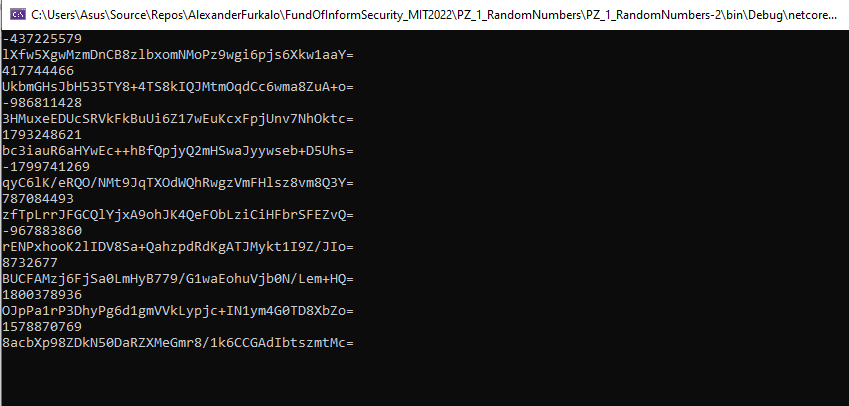 C:\Users\Asus\Source\Repos\AlexanderFurkalo\FundOfInformSecurity_MIT2022\PZ_1_RandomNumbers\PZ_1_RandomNumbers-2\bin\Debug\netcore...
-437225579
lXfw5XgwMzmDnCB8zlbxomNMoPz9wgi6pjs6Xkw1aaY=
417744466
UkbmGHsJbH535TY8+4TS8kIQJMtmOqdCc6wma8ZuA+o=
-986811428
3HMuxeEDUcSRVkFkBuUi6Z17wEuKcxFpjUnv7NhOktc=
1793248621
bc3iauR6aHYwEc++hBfQpjyQ2mHSwaJyywseb+D5Uhs=
-1799741269
qyC6lK/eRQO/NMt9JqTXOdWQhRwgzVmFHlsz8vm8Q3Y=
787084493
zfTpLrrJFGCQlYjxA9ohJK4QeFObLziCiHFbrSFEZvQ=
-967883860
rENPxhooK2lIDV8Sa+QahzpdRdKgATJMykt1I9Z/JIo=
8732677
BUCFAMzj6FjSa0LmHyB779/G1waEohuVjb0N/Lem+HQ=
1800378936
OJpPa1rP3DhyPg6d1gmVVkLypjc+IN1ym4G0TD8XbZo=
1578870769
8acbXp98ZDkN50DaRZXMeGmr8/1k6CCGAdIbtszmtMc=